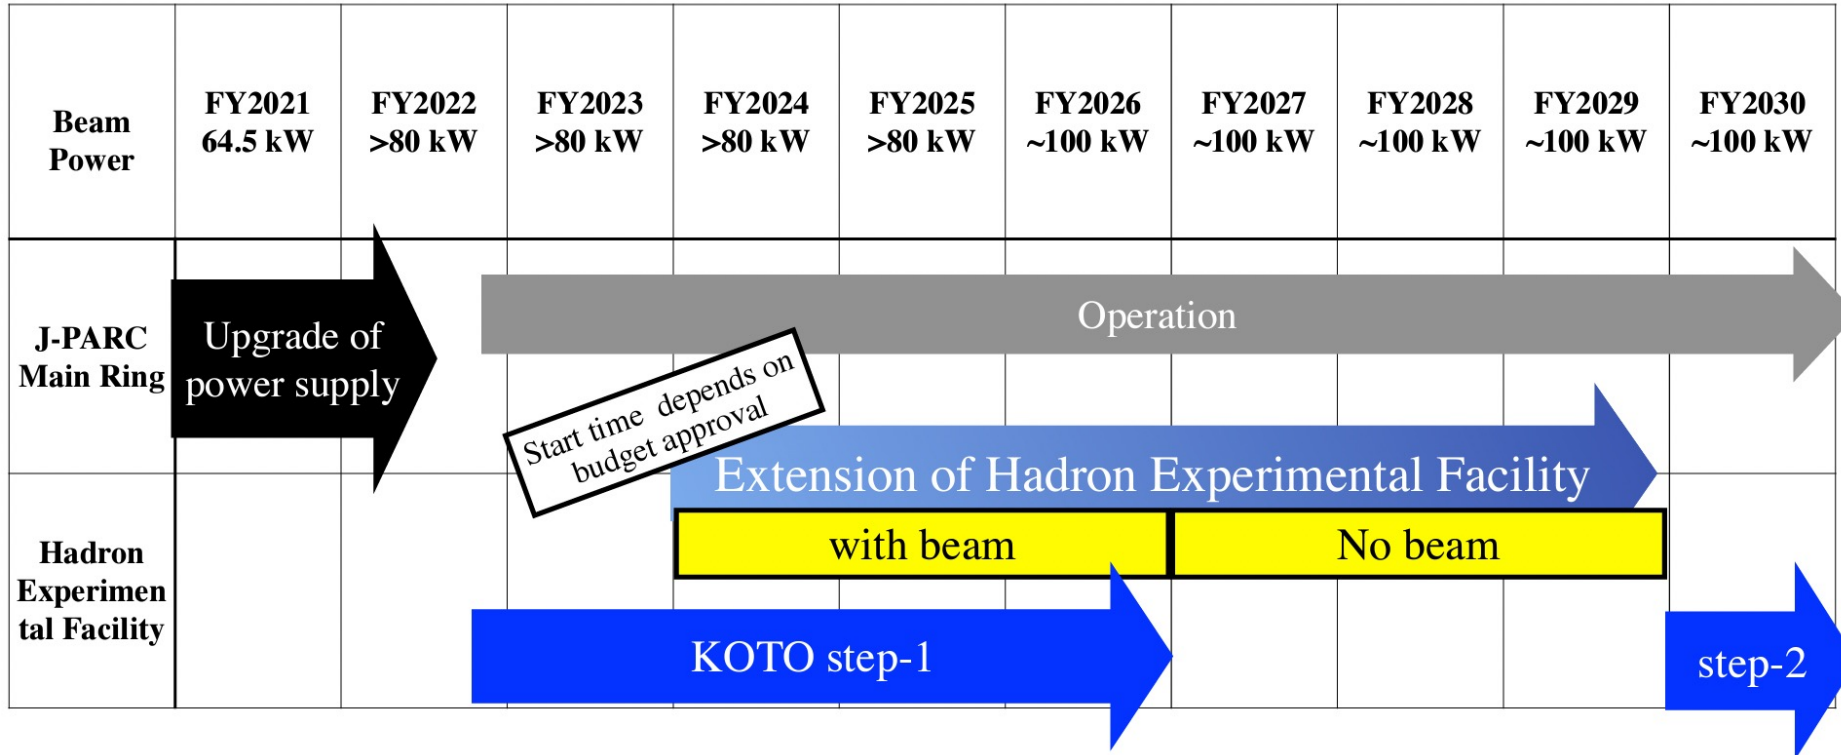 Beam
Power
FY2021
64.5 kW
FY2022
>80 kW
FY2023
>80 kW
FY2024
>80 kW
FY2025
>80 kW
FY2026
~100 kW
FY2027
~100 kW
FY2028
~100 kW
FY2029
~100 kW
FY2030
~100 kW
J-PARC
Main Ring
Upgrade of
power supply
Operation
Start time depends on
budget approval
Extension of Hadron Experimental Facility
with beam
No beam
Hadron
Experimen
tal Facility
KOTO step-1
step-2